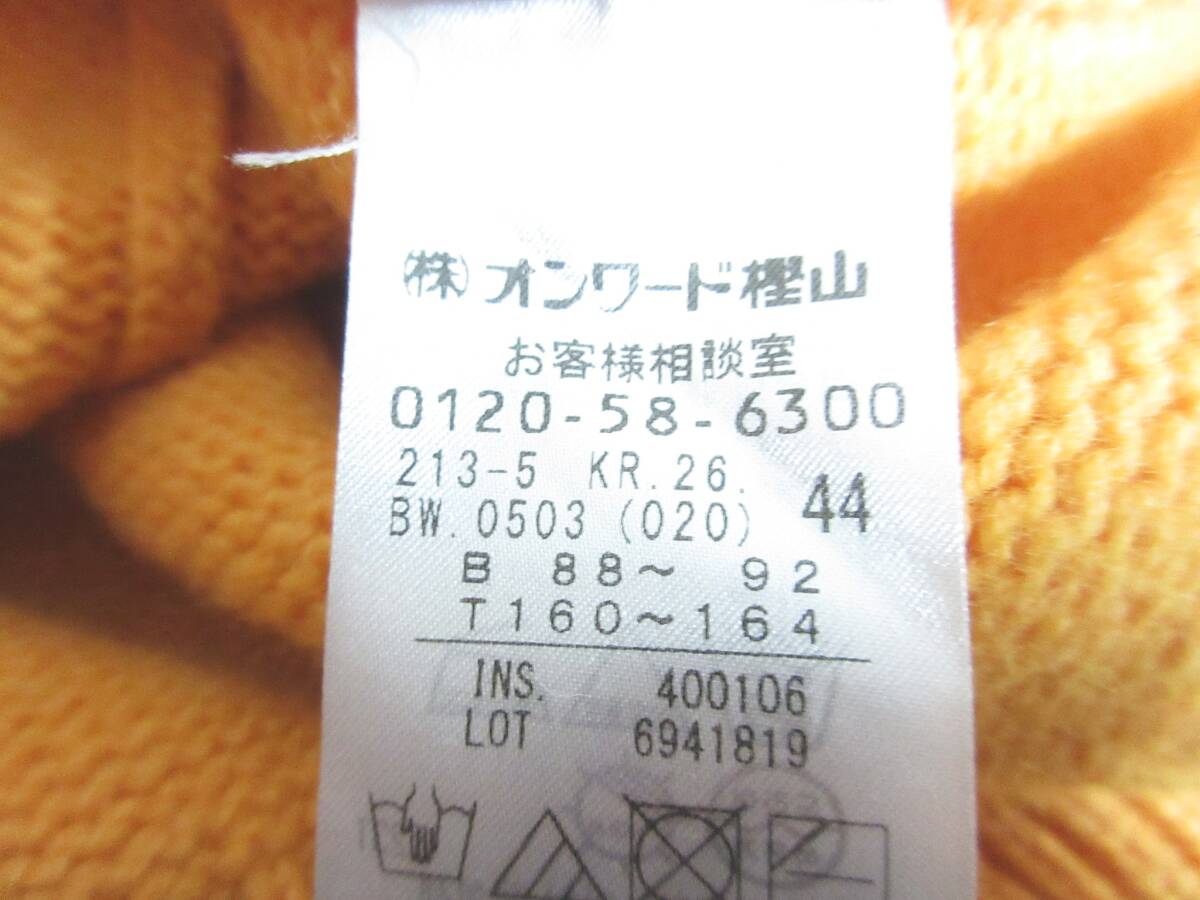 ㈱ オンワード樫山
お客様相談室
0120-58-6300
213-5 KR.26.
BW.0503 (020) 44
B 88～ 92
T160～164
INS. 400106
LOT 6941819